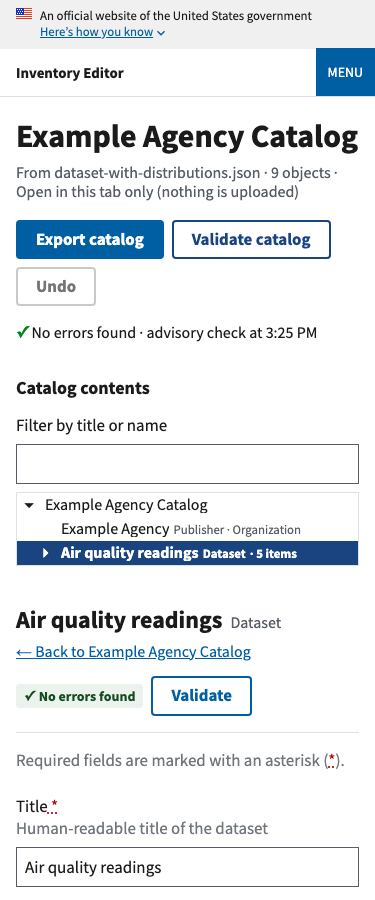 An official website of the United States government
Here's how you know
Inventory Editor
MENU
Example Agency Catalog
From dataset-with-distributions.json · 9 objects ·
Open in this tab only (nothing is uploaded)
Export catalog
Validate catalog
Undo
✓No errors found · advisory check at 3:25 PM
Catalog contents
Filter by title or name
Example Agency Catalog
Example Agency Publisher · Organization
Air quality readings Dataset · 5 items
Air quality readings Dataset
← Back to Example Agency Catalog
✓ No errors found
Validate
Required fields are marked with an asterisk (*).
Title *
Human-readable title of the dataset
Air quality readings